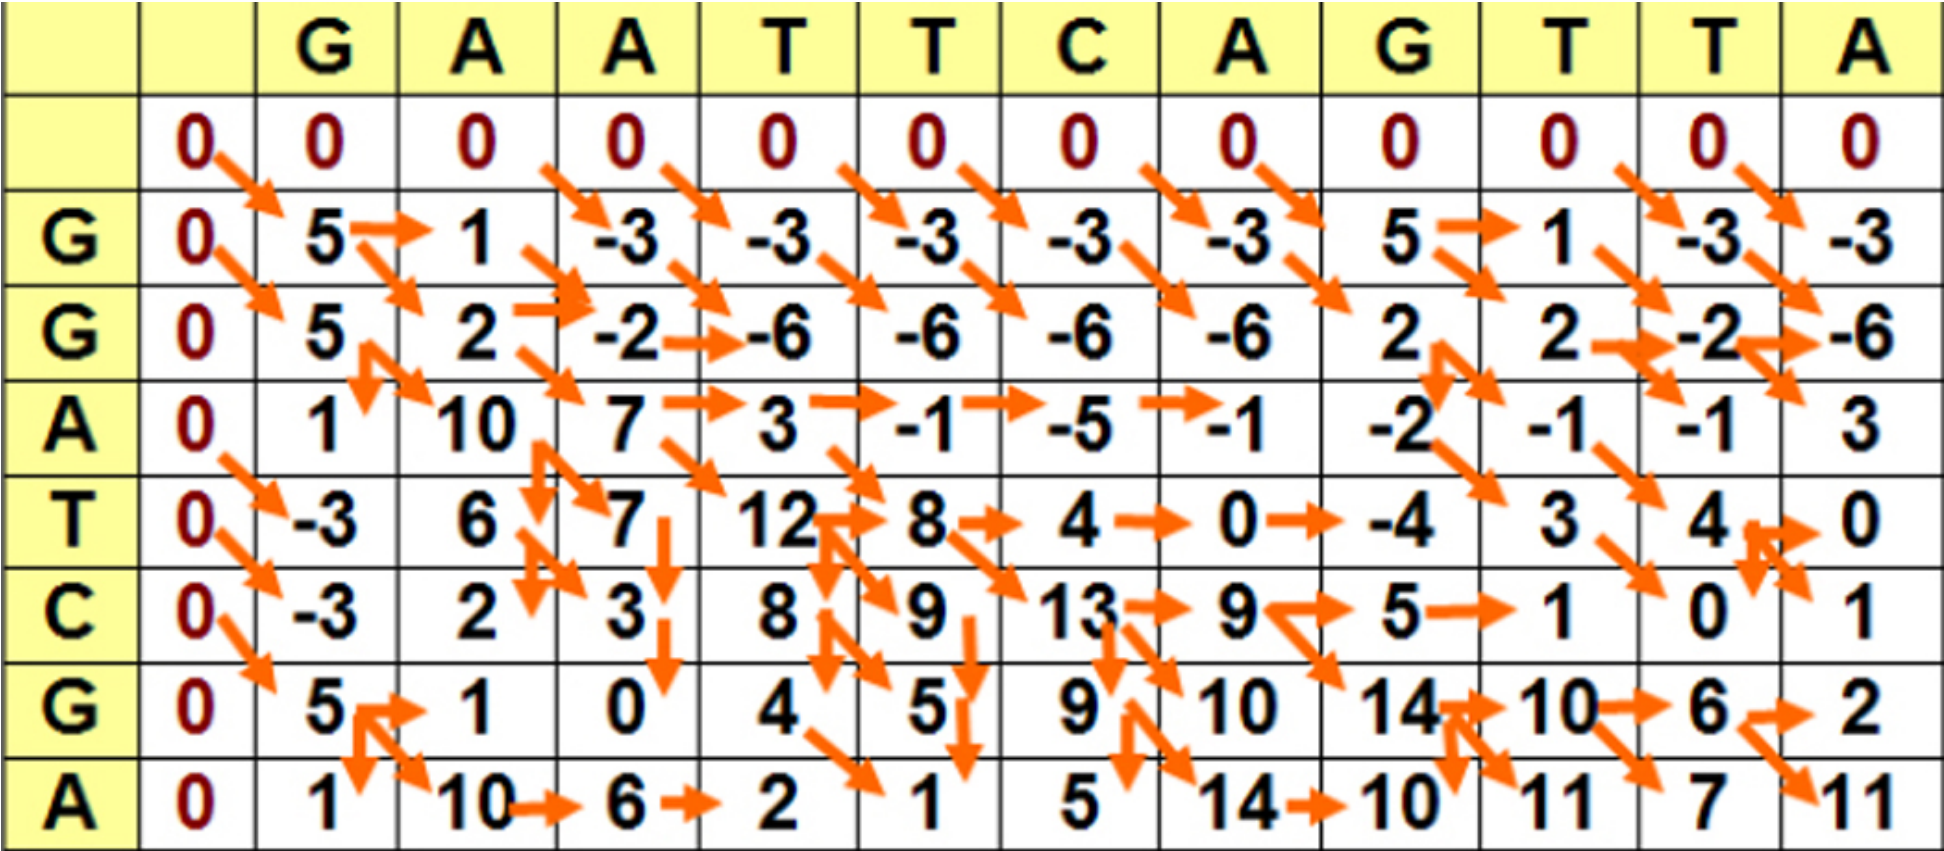 G A A T T C A G T T A
0 0 0 0 0 0 0 0 0 0 0 0
G 0 5 1 -3 -3 -3 -3 -3 5 1 -3 -3
G 0 5 2 -2 -6 -6 -6 -6 2 2 -2 -6
A 0 1 10 7 3 -1 -5 -1 -2 -1 -1 3
T 0 -3 6 7 12 8 4 0 -4 3 4 0
C 0 -3 2 3 8 9 13 9 5 1 0 1
G 0 5 1 0 4 5 9 10 14 10 6 2
A 0 1 10 6 2 1 5 14 10 11 7 11